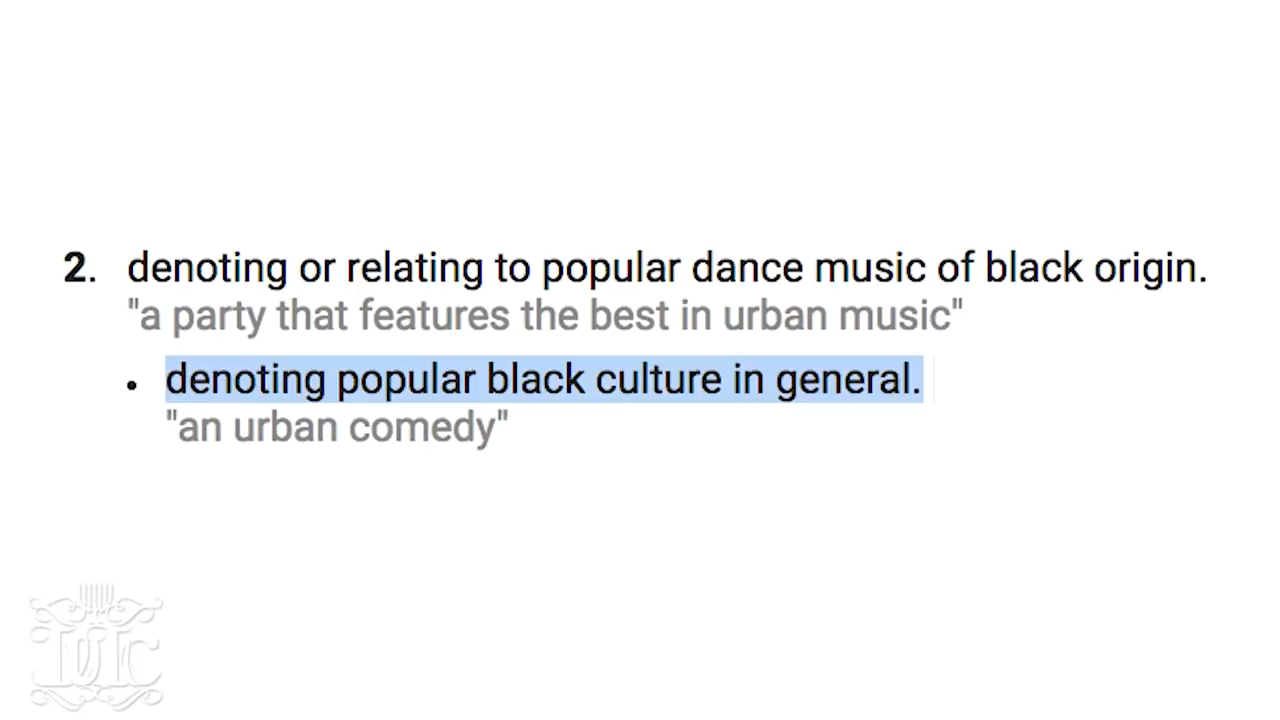 2. denoting or relating to popular dance music of black origin.
"a party that features the best in urban music"
• denoting popular black culture in general.
"an urban comedy"